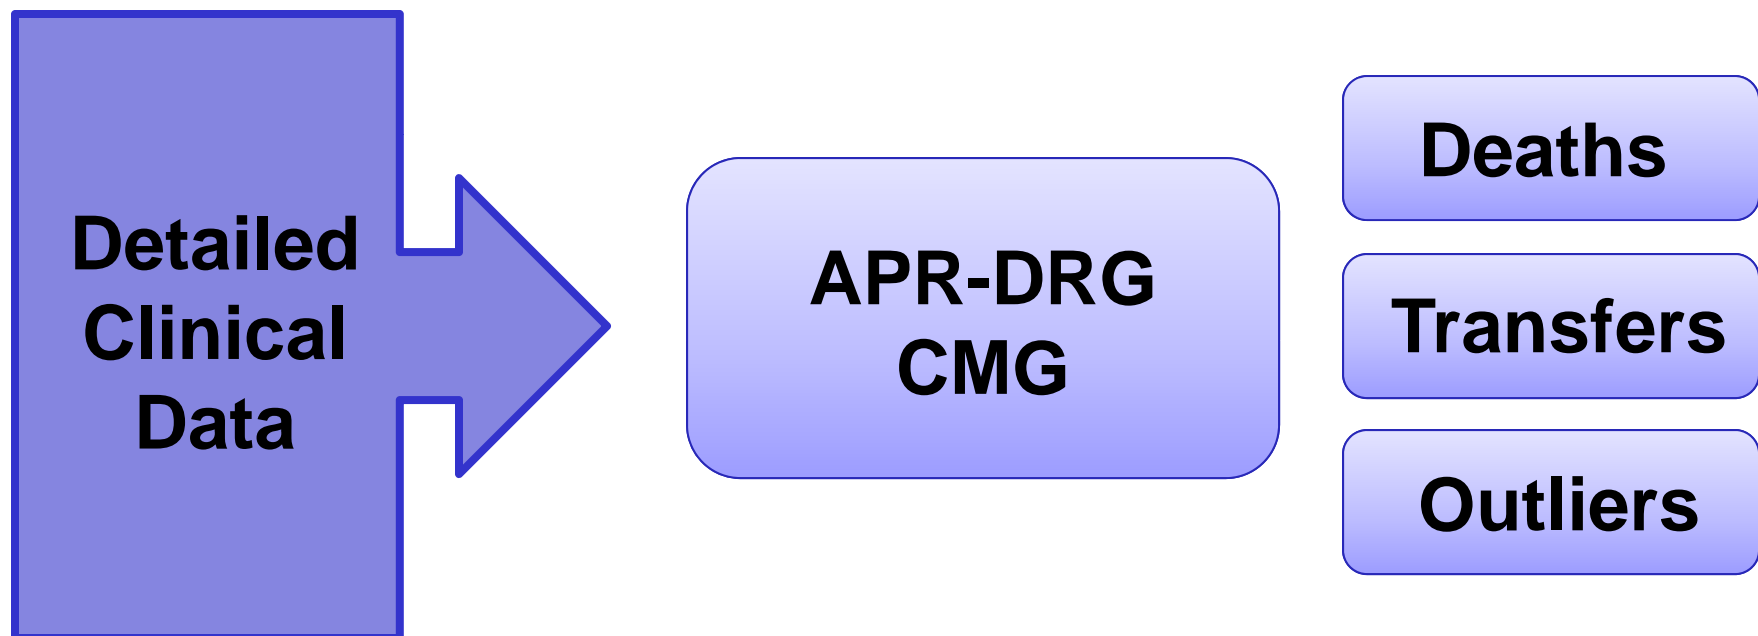 Detailed
Clinical
Data
APR-DRG
CMG
Deaths
Transfers
Outliers